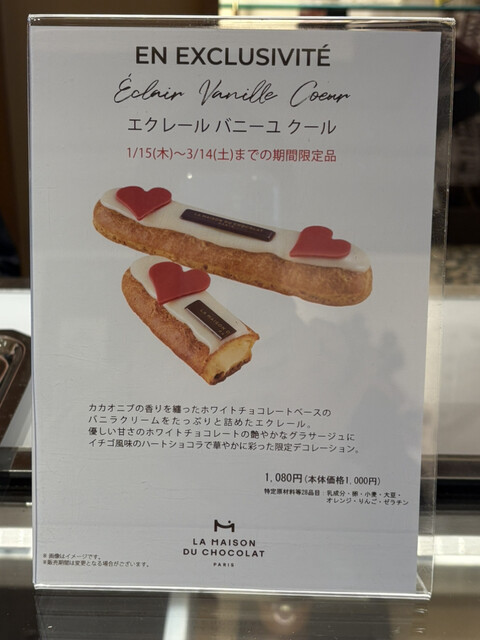 EN EXCLUSIVITÉ
Éclair Vanille Coeur
エクレール バニーユ クール
1/15(木)～3/14(土)までの期間限定品
LA MAISON DU CHOCOLAT
LA MAISON
カカオニブの香りを纏ったホワイトチョコレートベースの
バニラクリームをたっぷりと詰めたエクレール。
優しい甘さのホワイトチョコレートの艶やかなグラサージュに
イチゴ風味のハートショコラで華やかに彩った限定デコレーション。
1,080円(本体価格1,000円)
特定原材料等28品目：乳成分・卵・小麦・大豆・
オレンジ・りんご・ゼラチン
LA MAISON
DU CHOCOLAT
PARIS
※画像はイメージです。
※販売期間は変更となる場合がございます。